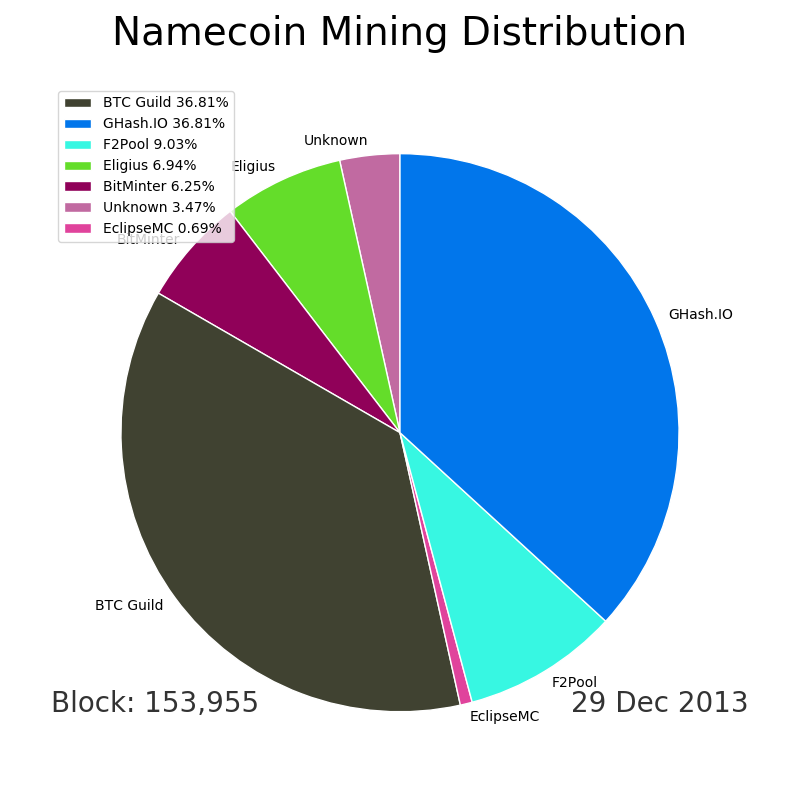 Namecoin Mining Distribution
BTC Guild 36.81%
GHash.IO 36.81%
F2Pool 9.03%
Eligius 6.94%
BitMinter 6.25%
Unknown 3.47%
EclipseMC 0.69%
Unknown
Eligius
BitMinter
GHash.IO
BTC Guild
F2Pool
EclipseMC
Block: 153,955
29 Dec 2013